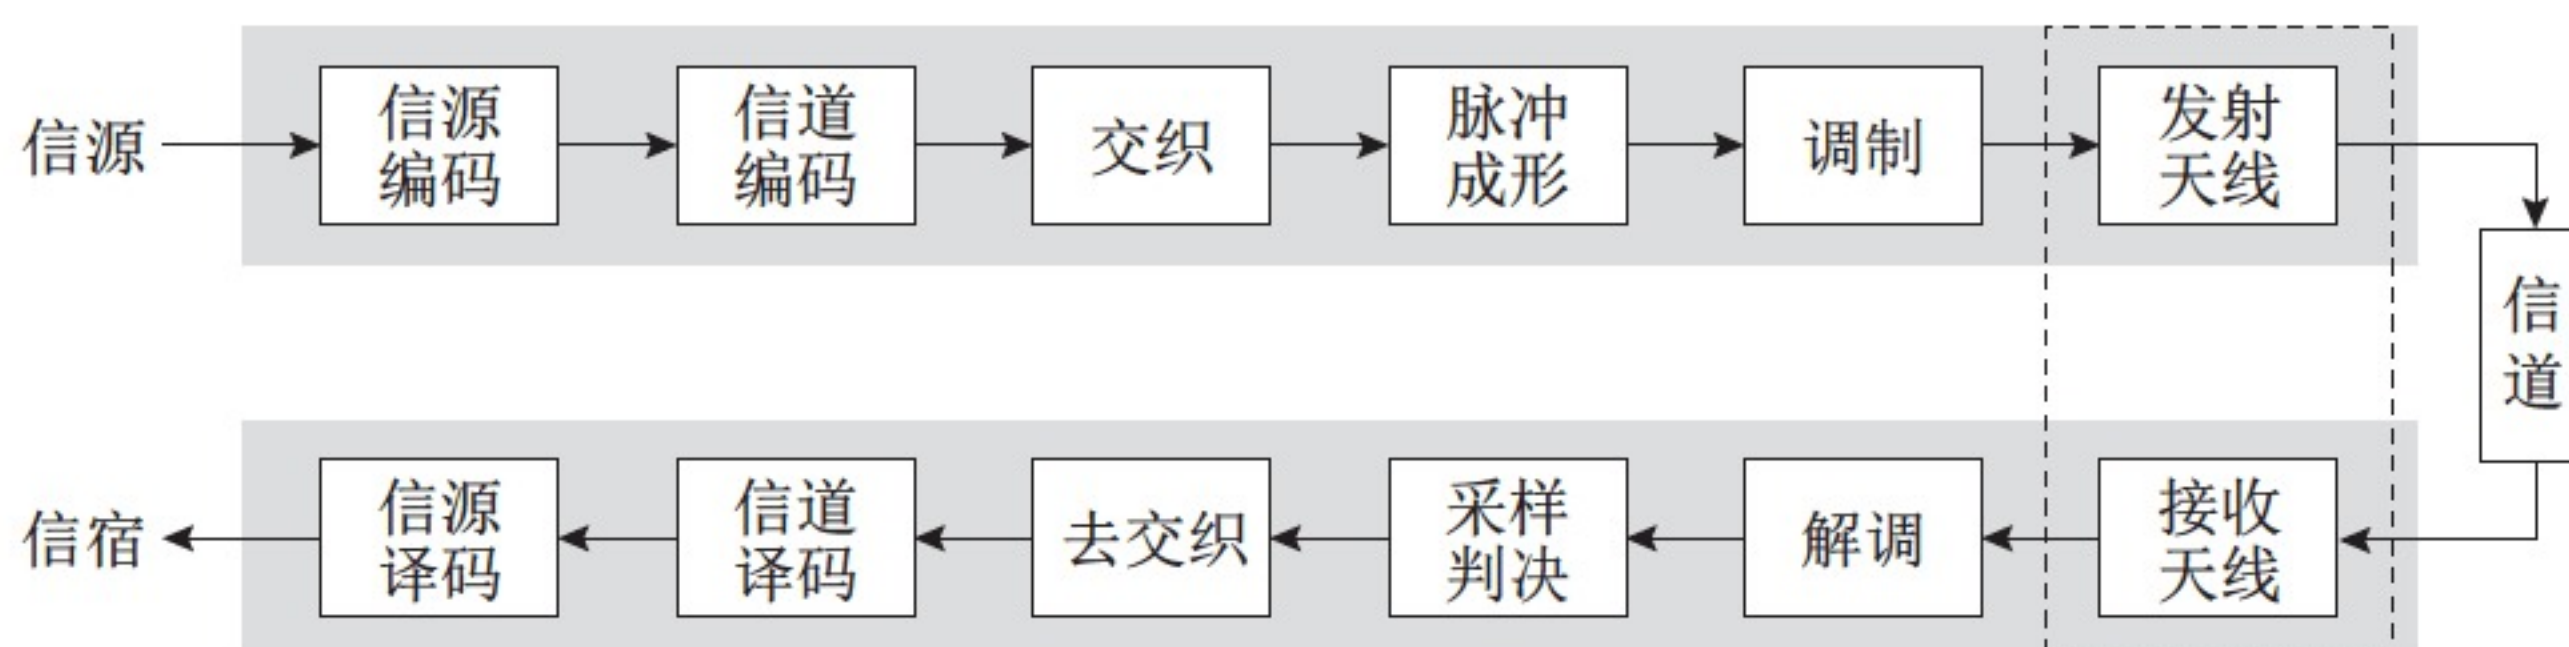 信源
信源
编码
信道
编码
交织
脉冲
成形
调制
发射
天线
信
道
信宿
信源
译码
信道
译码
去交织
采样
判决
解调
接收
天线